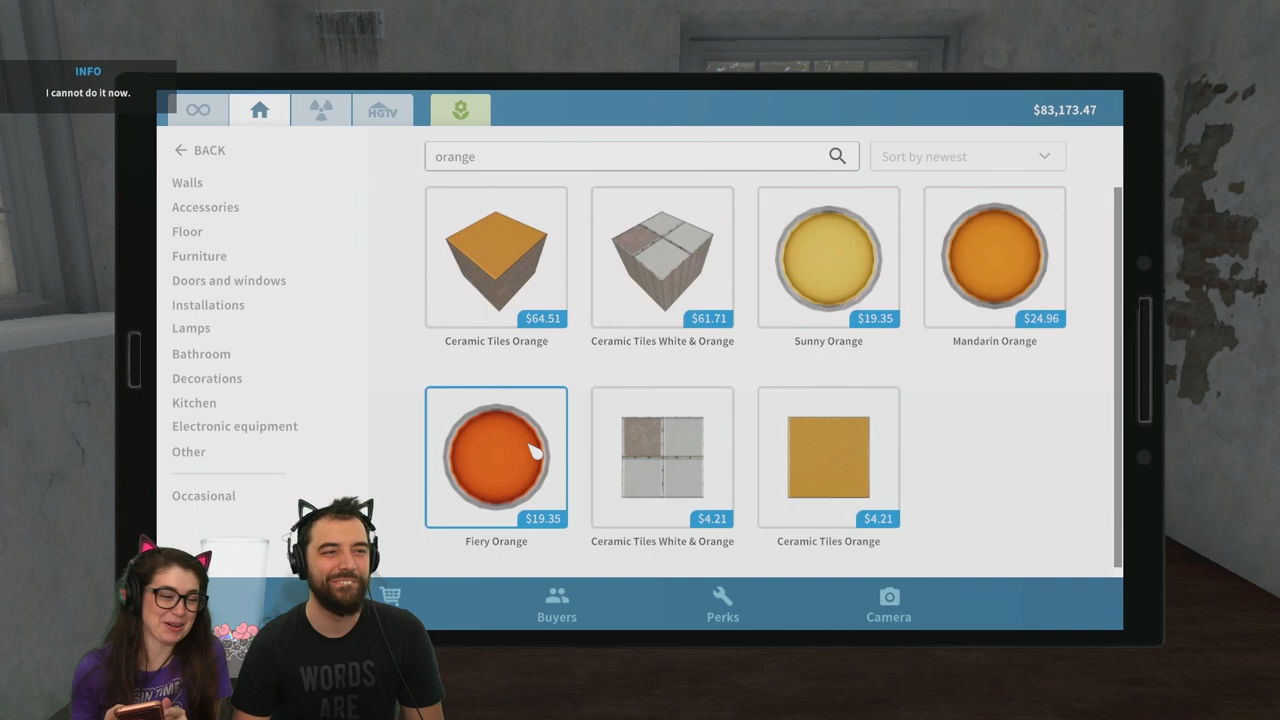 INFO
I cannot do it now.
HGTV
$83,173.47
BACK
orange
Sort by newest
Walls
Accessories
Floor
Furniture
Doors and windows
Installations
Lamps
Bathroom
Decorations
Kitchen
Electronic equipment
Other
Occasional
$64.51
$61.71
$19.35
$24.96
Ceramic Tiles Orange
Ceramic Tiles White & Orange
Sunny Orange
Mandarin Orange
$19.35
$4.21
$4.21
Fiery Orange
Ceramic Tiles White & Orange
Ceramic Tiles Orange
Buyers
Perks
Camera
WORDS
ARE